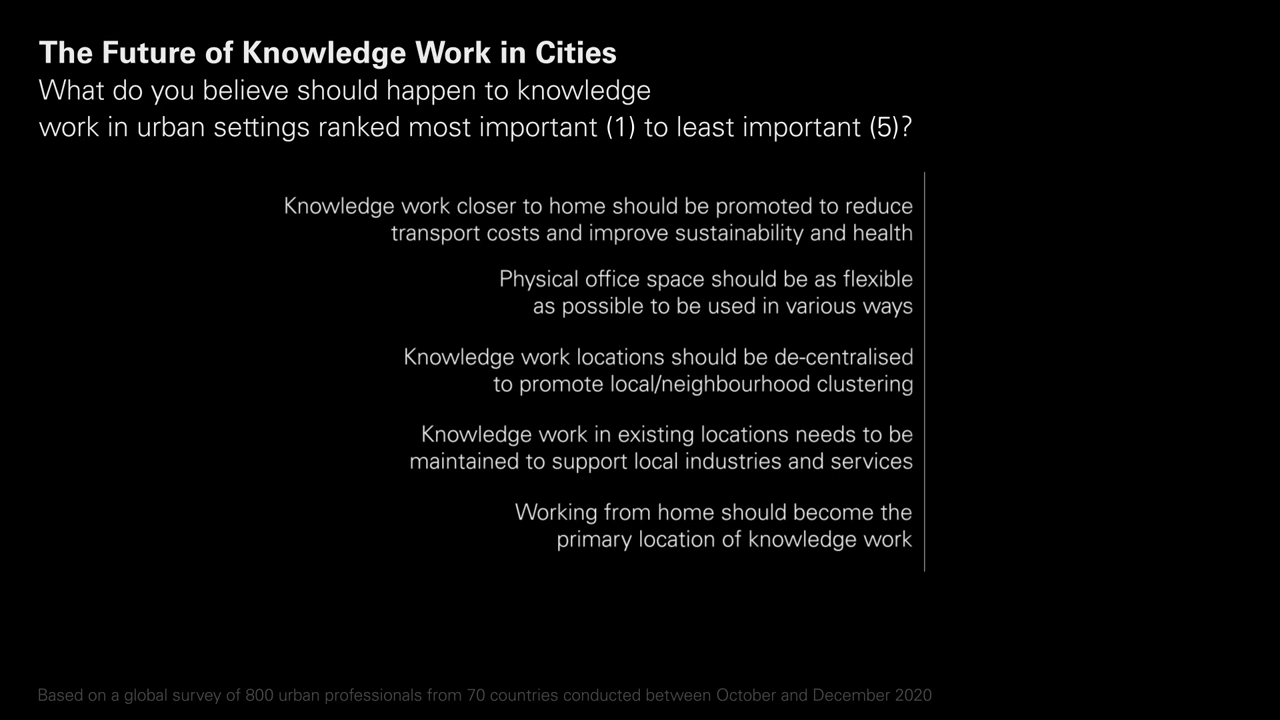 The Future of Knowledge Work in Cities
What do you believe should happen to knowledge
work in urban settings ranked most important (1) to least important (5)?
Knowledge work closer to home should be promoted to reduce
transport costs and improve sustainability and health
Physical office space should be as flexible
as possible to be used in various ways
Knowledge work locations should be de-centralised
to promote local/neighbourhood clustering
Knowledge work in existing locations needs to be
maintained to support local industries and services
Working from home should become the
primary location of knowledge work
Based on a global survey of 800 urban professionals from 70 countries conducted between October and December 2020